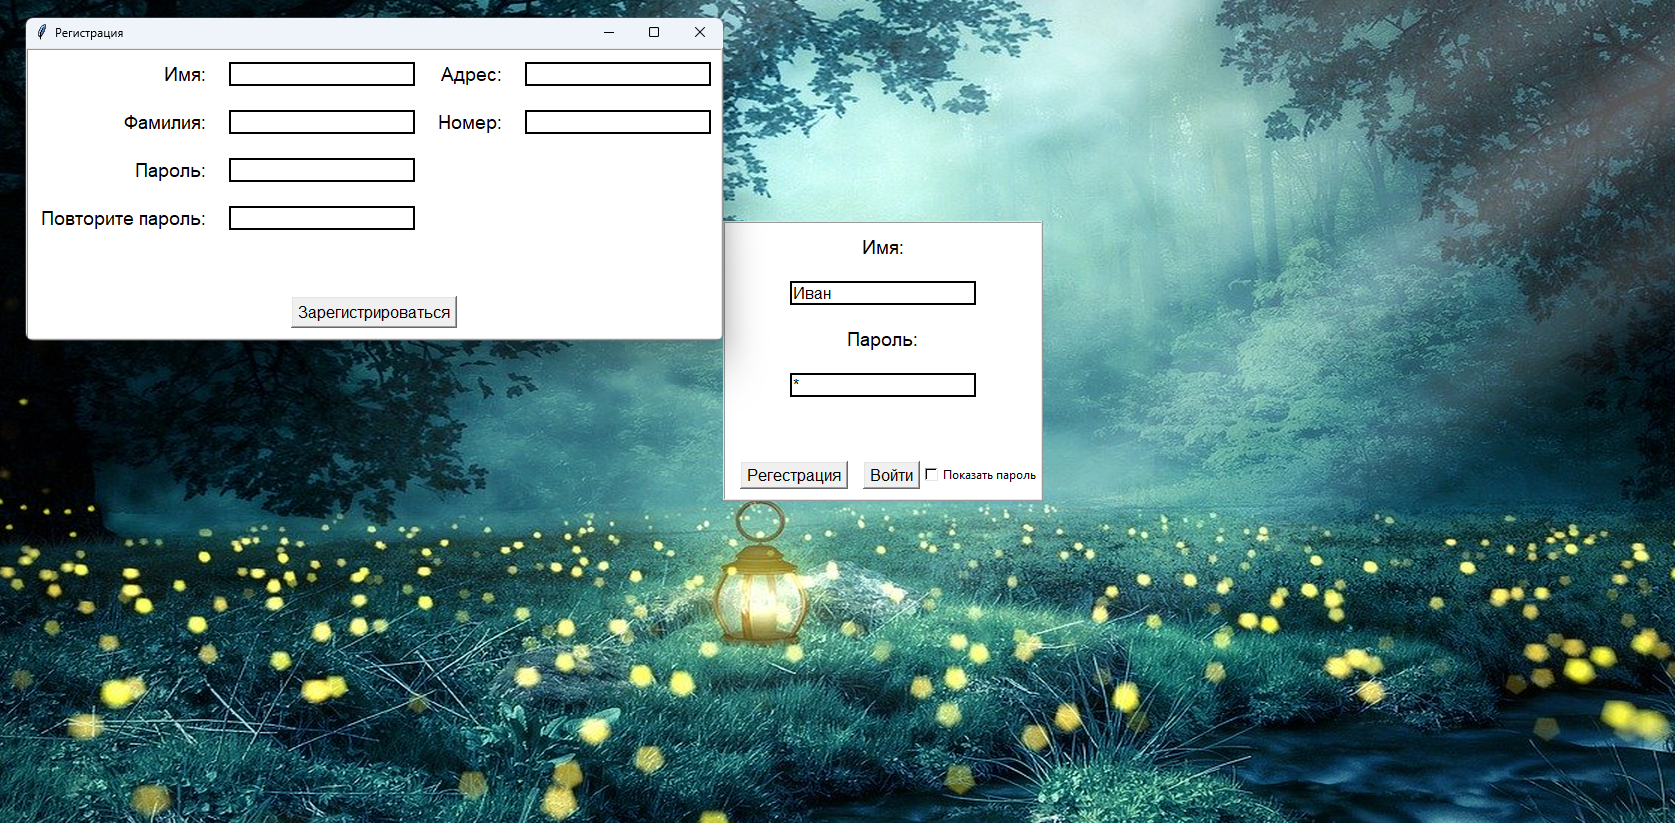 Регистрация
Имя:
Адрес:
Фамилия:
Номер:
Пароль:
Повторите пароль:
Зарегистрироваться
Имя:
Иван
Пароль:
*
Регестрация
Войти
Показать пароль